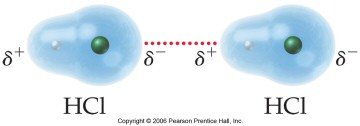 δ⁺ δ⁻ δ⁺ δ⁻
HCl HCl
Copyright © 2006 Pearson Prentice Hall, Inc.